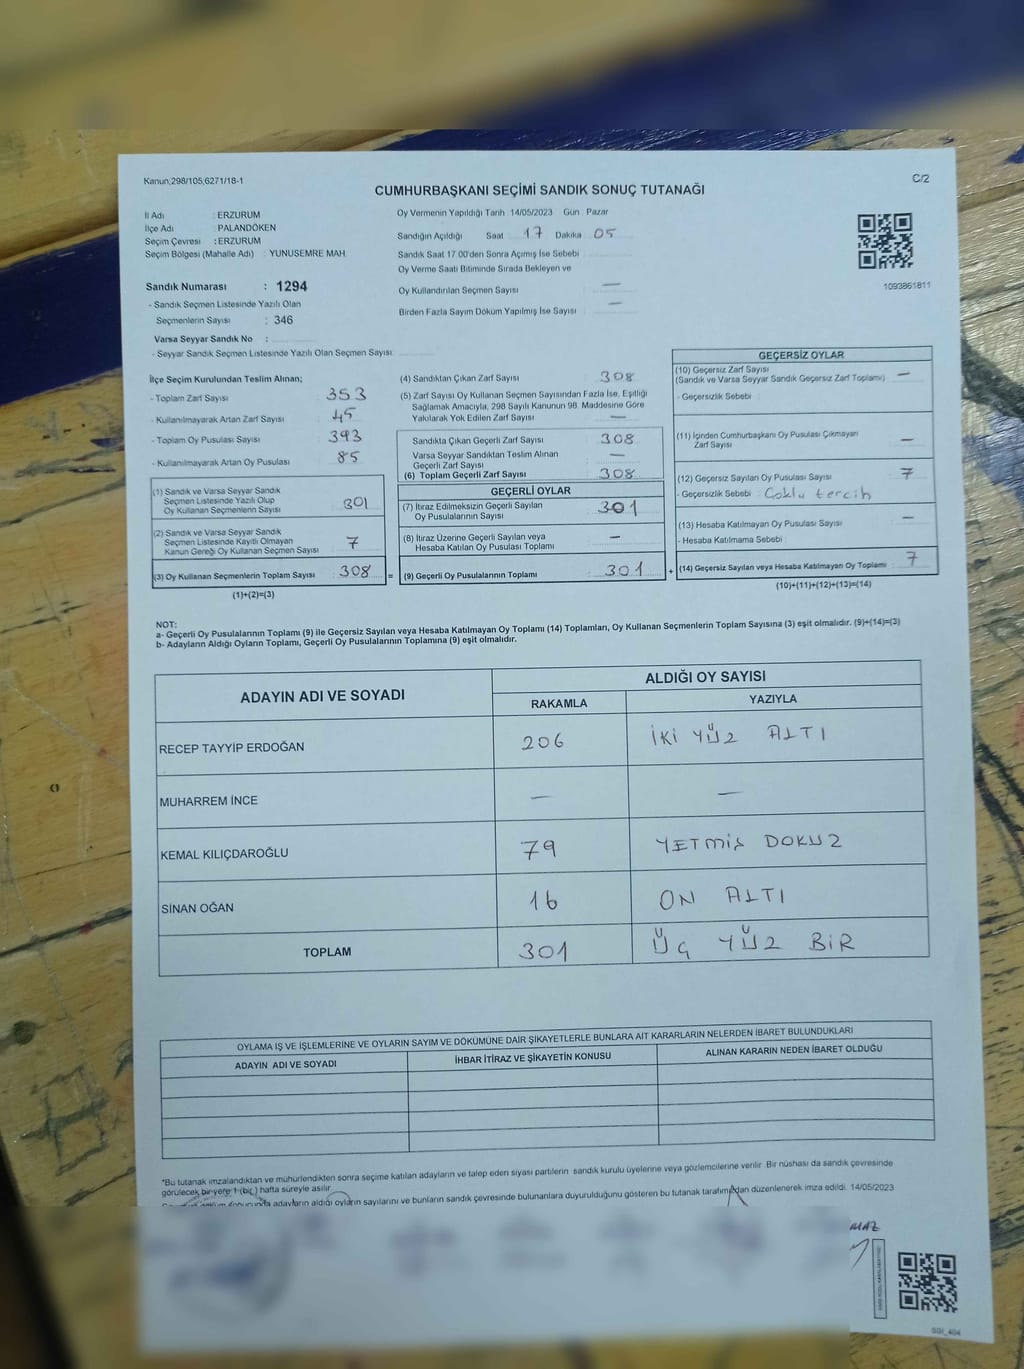 Kanun,298/105,6271/18-1
C/2
CUMHURBAŞKANI SEÇİMİ SANDIK SONUÇ TUTANAĞI
İl Adı : ERZURUM
İlçe Adı : PALANDÖKEN
Seçim Çevresi : ERZURUM
Seçim Bölgesi (Mahalle Adı) : YUNUSEMRE MAH.
Sandık Numarası : 1294
- Sandık Seçmen Listesinde Yazılı Olan
Seçmenlerin Sayısı : 346
Varsa Seyyar Sandık No :
- Seyyar Sandık Seçmen Listesinde Yazılı Olan Seçmen Sayısı
Oy Vermenin Yapıldığı Tarih 14/05/2023 Gün Pazar
Sandığın Açıldığı Saat 17 Dakika 05
Sandık Saat 17:00'den Sonra Açılmış İse Sebebi
Oy Verme Saati Bitiminde Sırada Bekleyen ve
Oy Kullandırılan Seçmen Sayısı : —
Birden Fazla Sayım Döküm Yapılmış İse Sayısı : —
1093861811
İlçe Seçim Kurulundan Teslim Alınan;
- Toplam Zarf Sayısı : 353
- Kullanılmayarak Artan Zarf Sayısı : 45
- Toplam Oy Pusulası Sayısı : 393
- Kullanılmayarak Artan Oy Pusulası : 85
(1) Sandık ve Varsa Seyyar Sandık
Seçmen Listesinde Yazılı Olup
Oy Kullanan Seçmenlerin Sayısı : 301
(2) Sandık ve Varsa Seyyar Sandık
Seçmen Listesinde Kayıtlı Olmayan
Kanun Gereği Oy Kullanan Seçmen Sayısı : 7
(3) Oy Kullanan Seçmenlerin Toplam Sayısı : 308
(1)+(2)=(3)
(4) Sandıktan Çıkan Zarf Sayısı : 308
(5) Zarf Sayısı Oy Kullanan Seçmen Sayısından Fazla İse, Eşitliği
Sağlamak Amacıyla, 298 Sayılı Kanunun 98. Maddesine Göre
Yakılarak Yok Edilen Zarf Sayısı : —
Sandıkta Çıkan Geçerli Zarf Sayısı : 308
Varsa Seyyar Sandıktan Teslim Alınan
Geçerli Zarf Sayısı : —
(6) Toplam Geçerli Zarf Sayısı : 308
GEÇERLİ OYLAR
(7) İtiraz Edilmeksizin Geçerli Sayılan
Oy Pusulalarının Sayısı : 301
(8) İtiraz Üzerine Geçerli Sayılan veya
Hesaba Katılan Oy Pusulası Toplamı : —
= (9) Geçerli Oy Pusulalarının Toplamı : 301
GEÇERSİZ OYLAR
(10) Geçersiz Zarf Sayısı
(Sandık ve Varsa Seyyar Sandık Geçersiz Zarf Toplamı) : —
- Geçersizlik Sebebi :
(11) İçinden Cumhurbaşkanı Oy Pusulası Çıkmayan
Zarf Sayısı : —
(12) Geçersiz Sayılan Oy Pusulası Sayısı : 7
- Geçersizlik Sebebi : Çoklu tercih
(13) Hesaba Katılmayan Oy Pusulası Sayısı : —
- Hesaba Katılmama Sebebi :
+ (14) Geçersiz Sayılan veya Hesaba Katılmayan Oy Toplamı : 7
(10)+(11)+(12)+(13)=(14)
NOT:
a- Geçerli Oy Pusulalarının Toplamı (9) ile Geçersiz Sayılan veya Hesaba Katılmayan Oy Toplamı (14) Toplamları, Oy Kullanan Seçmenlerin Toplam Sayısına (3) eşit olmalıdır. (9)+(14)=(3)
b- Adayların Aldığı Oyların Toplamı, Geçerli Oy Pusulalarının Toplamına (9) eşit olmalıdır.
ADAYIN ADI VE SOYADI ALDIĞI OY SAYISI
RAKAMLA YAZIYLA
RECEP TAYYİP ERDOĞAN 206 İKİ YÜZ ALTI
MUHARREM İNCE — —
KEMAL KILIÇDAROĞLU 79 YETMİŞ DOKUZ
SİNAN OĞAN 16 ON ALTI
TOPLAM 301 ÜÇ YÜZ BİR
OYLAMA İŞ VE İŞLEMLERİNE VE OYLARIN SAYIM VE DÖKÜMÜNE DAİR ŞİKAYETLERLE BUNLARA AİT KARARLARIN NELERDEN İBARET BULUNDUKLARI
ADAYIN ADI VE SOYADI İHBAR İTİRAZ VE ŞİKAYETİN KONUSU ALINAN KARARIN NEDEN İBARET OLDUĞU
"Bu tutanak imzalandıktan ve mühürlendikten sonra seçime katılan adayların ve talep eden siyasi partilerin sandık kurulu üyelerine veya gözlemcilerine verilir. Bir nüshası da sandık çevresinde
görülecek bir yere 1 (bir) hafta süreyle asılır.
adayların aldığı oyların sayılarını ve bunların sandık çevresinde bulunanlara duyurulduğunu gösteren bu tutanak tarafımızdan düzenlenerek imza edildi. 14/05/2023